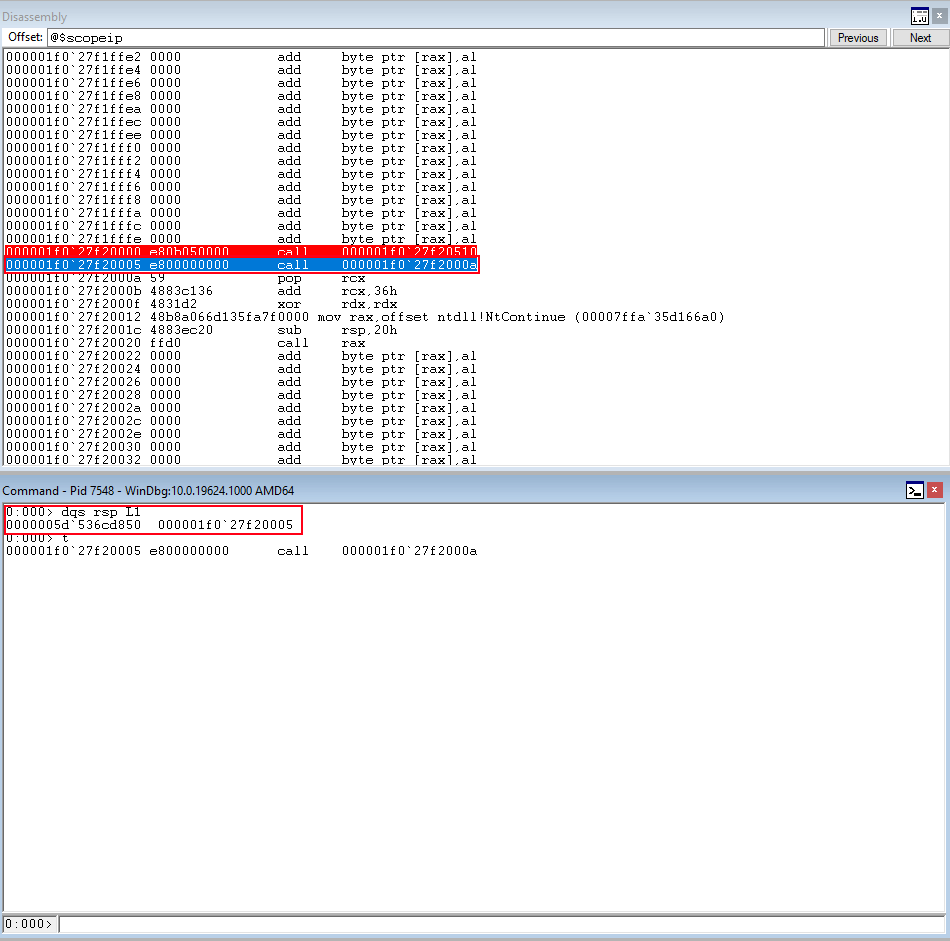 Disassembly
Offset: @$scopeip Previous Next
000001f0`27f1ffe2 0000 add byte ptr [rax],al
000001f0`27f1ffe4 0000 add byte ptr [rax],al
000001f0`27f1ffe6 0000 add byte ptr [rax],al
000001f0`27f1ffe8 0000 add byte ptr [rax],al
000001f0`27f1ffea 0000 add byte ptr [rax],al
000001f0`27f1ffec 0000 add byte ptr [rax],al
000001f0`27f1ffee 0000 add byte ptr [rax],al
000001f0`27f1fff0 0000 add byte ptr [rax],al
000001f0`27f1fff2 0000 add byte ptr [rax],al
000001f0`27f1fff4 0000 add byte ptr [rax],al
000001f0`27f1fff6 0000 add byte ptr [rax],al
000001f0`27f1fff8 0000 add byte ptr [rax],al
000001f0`27f1fffa 0000 add byte ptr [rax],al
000001f0`27f1fffc 0000 add byte ptr [rax],al
000001f0`27f1fffe 0000 add byte ptr [rax],al
000001f0`27f20000 e80b050000 call 000001f0`27f20510
000001f0`27f20005 e800000000 call 000001f0`27f2000a
000001f0`27f2000a 59 pop rcx
000001f0`27f2000b 4883c136 add rcx,36h
000001f0`27f2000f 4831d2 xor rdx,rdx
000001f0`27f20012 48b8a066d135fa7f0000 mov rax,offset ntdll!NtContinue (00007ffa`35d166a0)
000001f0`27f2001c 4883ec20 sub rsp,20h
000001f0`27f20020 ffd0 call rax
000001f0`27f20022 0000 add byte ptr [rax],al
000001f0`27f20024 0000 add byte ptr [rax],al
000001f0`27f20026 0000 add byte ptr [rax],al
000001f0`27f20028 0000 add byte ptr [rax],al
000001f0`27f2002a 0000 add byte ptr [rax],al
000001f0`27f2002c 0000 add byte ptr [rax],al
000001f0`27f2002e 0000 add byte ptr [rax],al
000001f0`27f20030 0000 add byte ptr [rax],al
000001f0`27f20032 0000 add byte ptr [rax],al
Command - Pid 7548 - WinDbg:10.0.19624.1000 AMD64
0:000> dqs rsp L1
0000005d`536cd850 000001f0`27f20005
0:000> t
000001f0`27f20005 e800000000 call 000001f0`27f2000a
0:000>